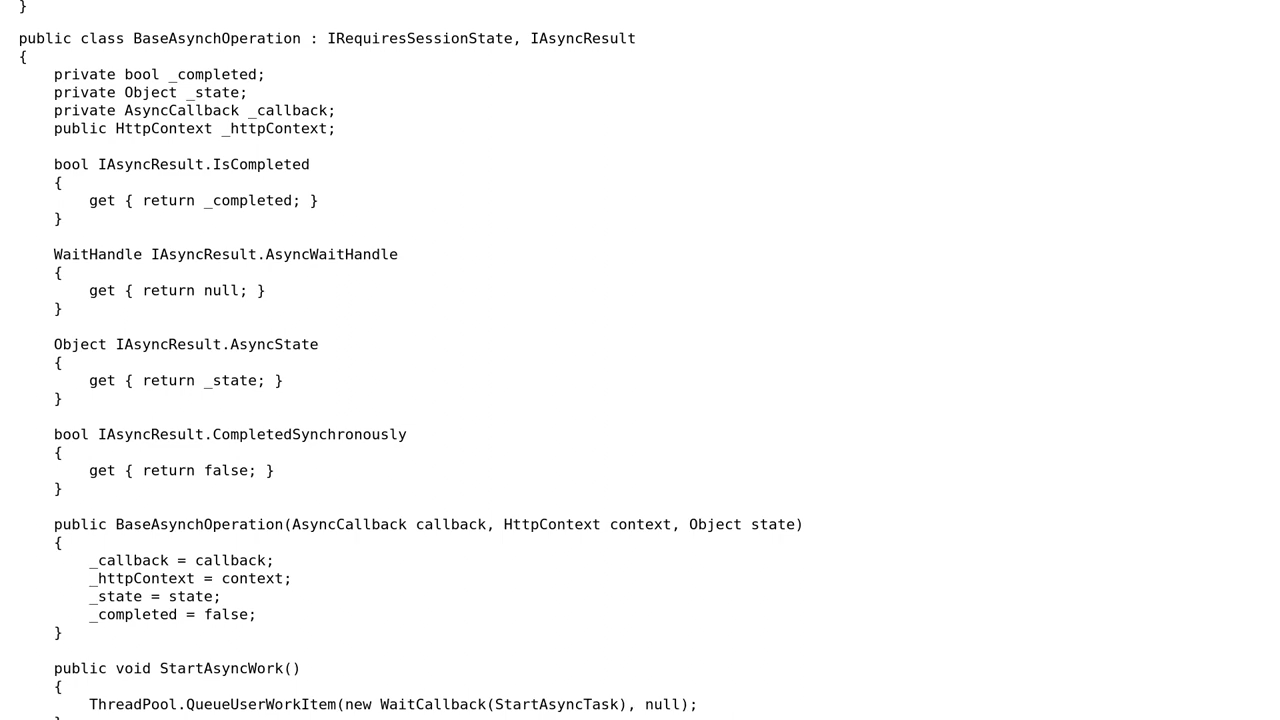 }
public class BaseAsynchOperation : IRequiresSessionState, IAsyncResult
{
    private bool _completed;
    private Object _state;
    private AsyncCallback _callback;
    public HttpContext _httpContext;

    bool IAsyncResult.IsCompleted
    {
        get { return _completed; }
    }

    WaitHandle IAsyncResult.AsyncWaitHandle
    {
        get { return null; }
    }

    Object IAsyncResult.AsyncState
    {
        get { return _state; }
    }

    bool IAsyncResult.CompletedSynchronously
    {
        get { return false; }
    }

    public BaseAsynchOperation(AsyncCallback callback, HttpContext context, Object state)
    {
        _callback = callback;
        _httpContext = context;
        _state = state;
        _completed = false;
    }

    public void StartAsyncWork()
    {
        ThreadPool.QueueUserWorkItem(new WaitCallback(StartAsyncTask), null);
    }